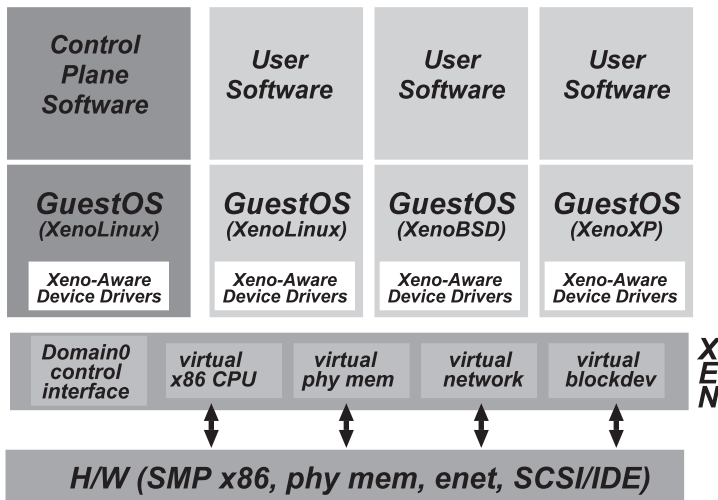 Control
Plane
Software
User
Software
User
Software
User
Software
GuestOS
(XenoLinux)
Xeno-Aware
Device Drivers
GuestOS
(XenoLinux)
Xeno-Aware
Device Drivers
GuestOS
(XenoBSD)
Xeno-Aware
Device Drivers
GuestOS
(XenoXP)
Xeno-Aware
Device Drivers
Domain0
control
interface
virtual
x86 CPU
virtual
phy mem
virtual
network
virtual
blockdev
X
E
N
H/W (SMP x86, phy mem, enet, SCSI/IDE)